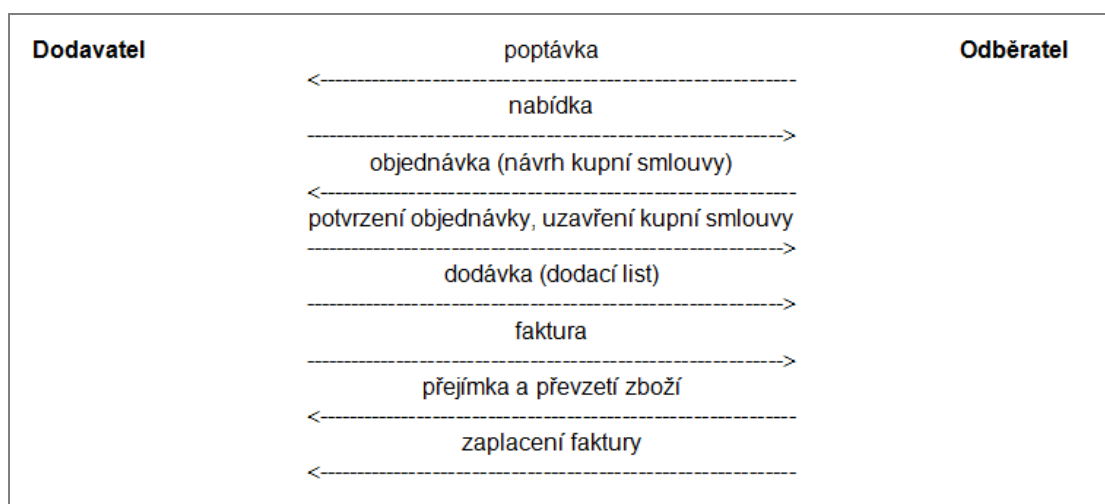 Dodavatel poptávka Odběratel
<---------------------------------------------------------------
nabídka
--------------------------------------------------------------->
objednávka (návrh kupní smlouvy)
<---------------------------------------------------------------
potvrzení objednávky, uzavření kupní smlouvy
--------------------------------------------------------------->
dodávka (dodací list)
--------------------------------------------------------------->
faktura
--------------------------------------------------------------->
přejímka a převzetí zboží
<---------------------------------------------------------------
zaplacení faktury
<---------------------------------------------------------------